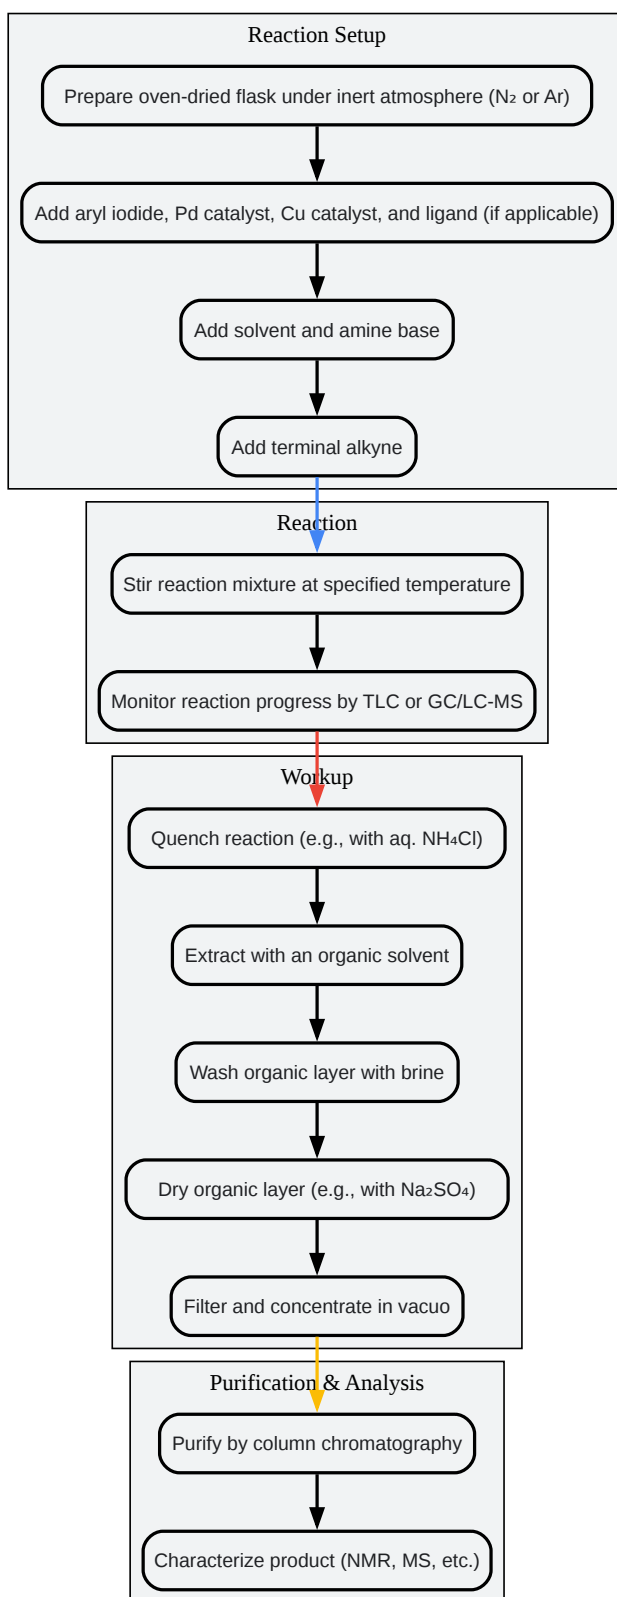 Reaction Setup
Prepare oven-dried flask under inert atmosphere (N₂ or Ar)
Add aryl iodide, Pd catalyst, Cu catalyst, and ligand (if applicable)
Add solvent and amine base
Add terminal alkyne
Reaction
Stir reaction mixture at specified temperature
Monitor reaction progress by TLC or GC/LC-MS
Workup
Quench reaction (e.g., with aq. NH₄Cl)
Extract with an organic solvent
Wash organic layer with brine
Dry organic layer (e.g., with Na₂SO₄)
Filter and concentrate in vacuo
Purification & Analysis
Purify by column chromatography
Characterize product (NMR, MS, etc.)